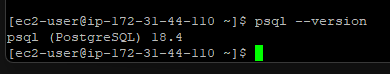 [ec2-user@ip-172-31-44-110 ~]$ psql --version
psql (PostgreSQL) 18.4
[ec2-user@ip-172-31-44-110 ~]$